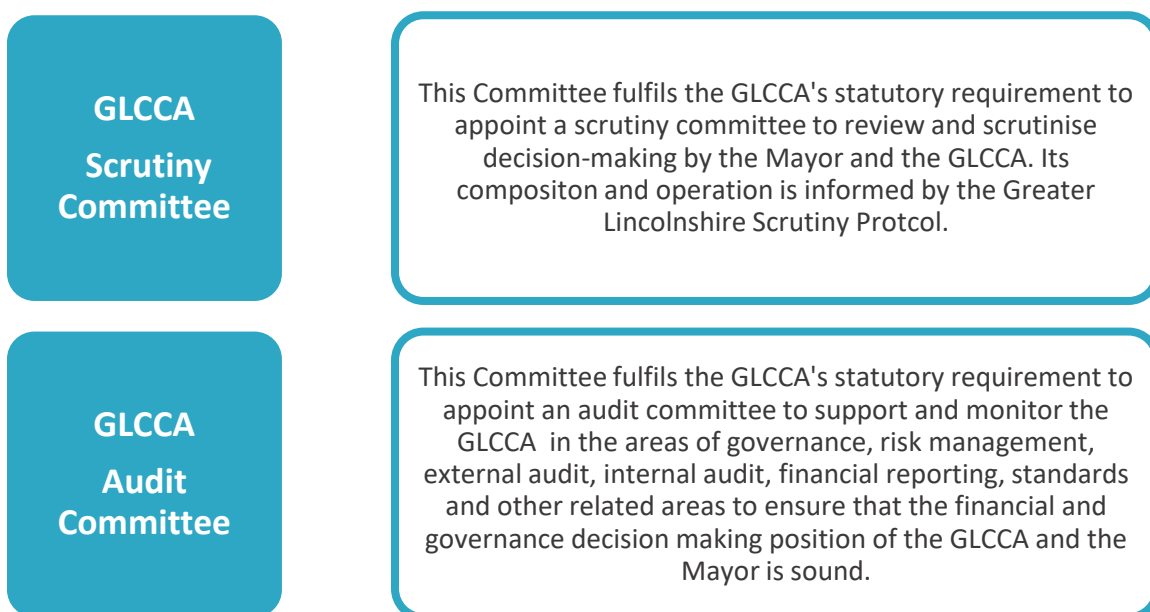 GLCCA
Scrutiny
Committee
This Committee fulfils the GLCCA's statutory requirement to
appoint a scrutiny committee to review and scrutinise
decision-making by the Mayor and the GLCCA. Its
compositon and operation is informed by the Greater
Lincolnshire Scrutiny Protcol.
GLCCA
Audit
Committee
This Committee fulfils the GLCCA's statutory requirement to
appoint an audit committee to support and monitor the
GLCCA  in the areas of governance, risk management,
external audit, internal audit, financial reporting, standards
and other related areas to ensure that the financial and
governance decision making position of the GLCCA and the
Mayor is sound.